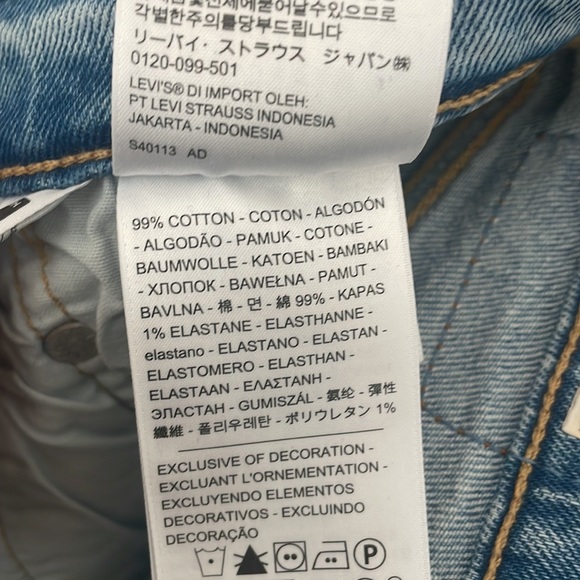 각별한주의를당부드립니다
リーバイ・ストラウス ジャパン㈱
0120-099-501
LEVI'S® DI IMPORT OLEH:
PT LEVI STRAUSS INDONESIA
JAKARTA - INDONESIA
S40113 AD
99% COTTON - COTON - ALGODÓN
- ALGODÃO - PAMUK - COTONE -
BAUMWOLLE - KATOEN - BAMBAKI
- ХЛОПОК - BAWEŁNA - PAMUT -
BAVLNA - 棉 - 면 - 綿 99% - KAPAS
1% ELASTANE - ELASTHANNE -
elastano - ELASTANO - ELASTAN -
ELASTOMERO - ELASTHAN -
ELASTAAN - ΕΛΑΣΤΑΝΗ -
ЭЛАСТАН - GUMISZÁL - 氨纶 - 彈性
纖維 - 폴리우레탄 - ポリウレタン 1%
EXCLUSIVE OF DECORATION -
EXCLUANT L'ORNEMENTATION -
EXCLUYENDO ELEMENTOS
DECORATIVOS - EXCLUINDO
DECORAÇÃO
P